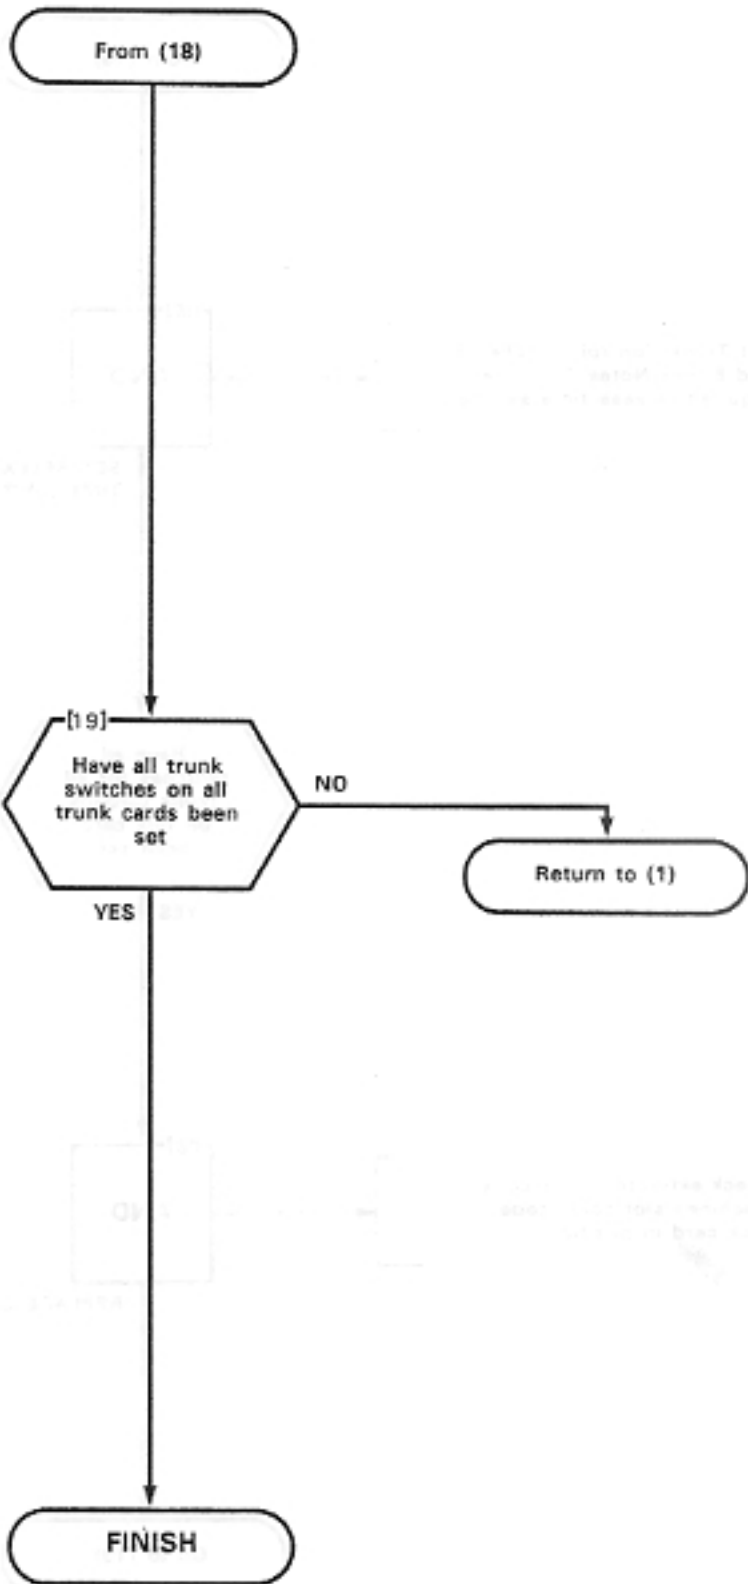 From (18)
[19]
Have all trunk
switches on all
trunk cards been
set
NO
Return to (1)
YES
FINISH